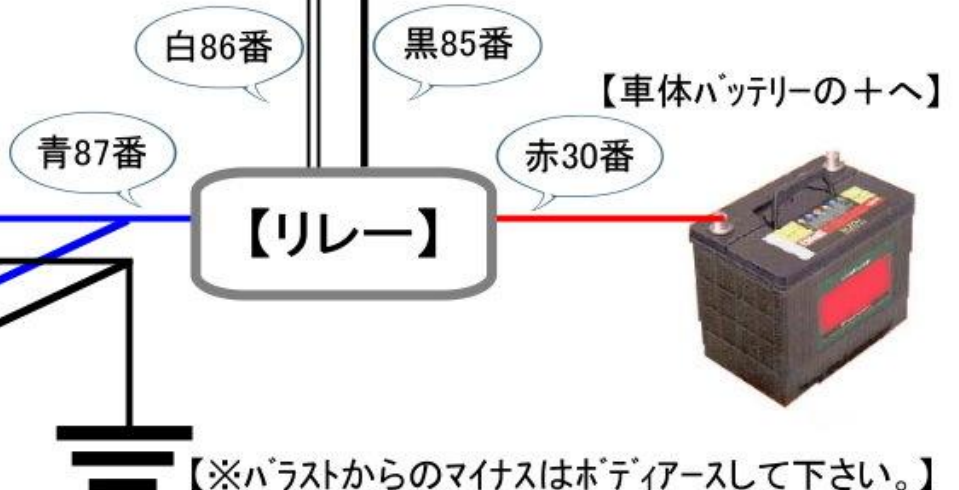 白86番
黒85番
【車体ﾊﾞｯﾃﾘｰの＋へ】
青87番
赤30番
【リレー】
【※ﾊﾞﾗｽﾄからのマイナスはﾎﾞﾃﾞｨアースして下さい。】